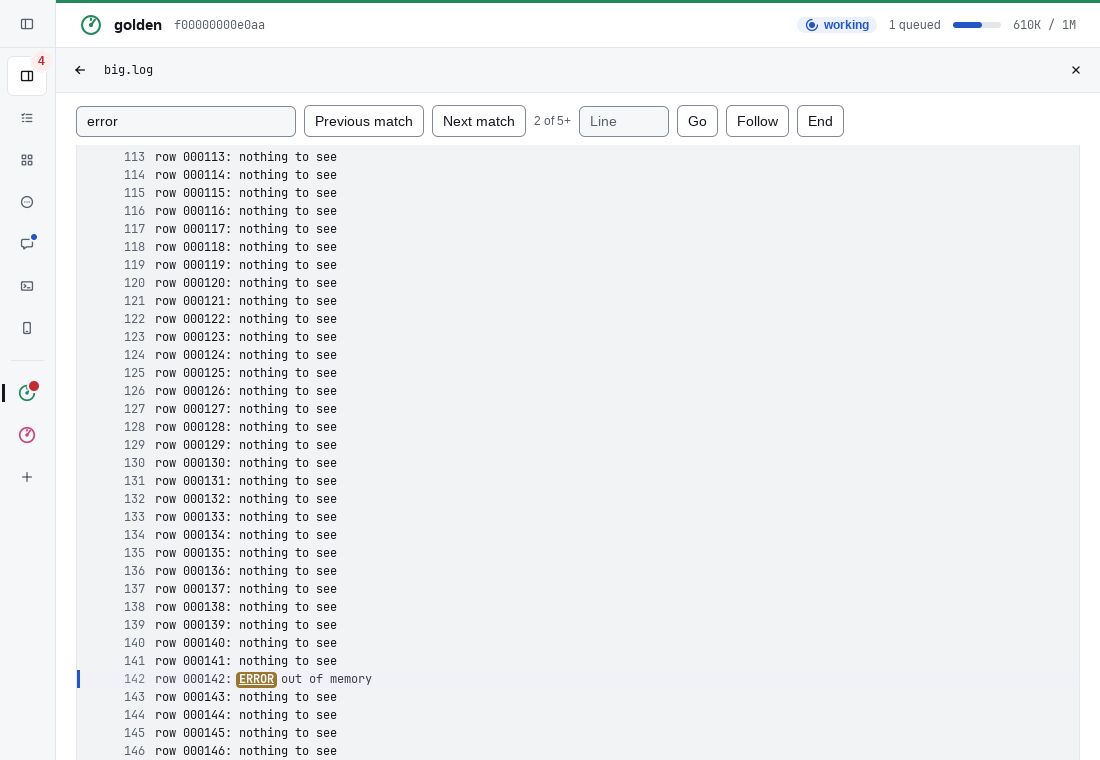 golden f00000000e0aa working 1 queued 610K / 1M
4
big.log
error Previous match Next match 2 of 5+ Line Go Follow End
113 row 000113: nothing to see
114 row 000114: nothing to see
115 row 000115: nothing to see
116 row 000116: nothing to see
117 row 000117: nothing to see
118 row 000118: nothing to see
119 row 000119: nothing to see
120 row 000120: nothing to see
121 row 000121: nothing to see
122 row 000122: nothing to see
123 row 000123: nothing to see
124 row 000124: nothing to see
125 row 000125: nothing to see
126 row 000126: nothing to see
127 row 000127: nothing to see
128 row 000128: nothing to see
129 row 000129: nothing to see
130 row 000130: nothing to see
131 row 000131: nothing to see
132 row 000132: nothing to see
133 row 000133: nothing to see
134 row 000134: nothing to see
135 row 000135: nothing to see
136 row 000136: nothing to see
137 row 000137: nothing to see
138 row 000138: nothing to see
139 row 000139: nothing to see
140 row 000140: nothing to see
141 row 000141: nothing to see
142 row 000142: ERROR out of memory
143 row 000143: nothing to see
144 row 000144: nothing to see
145 row 000145: nothing to see
146 row 000146: nothing to see